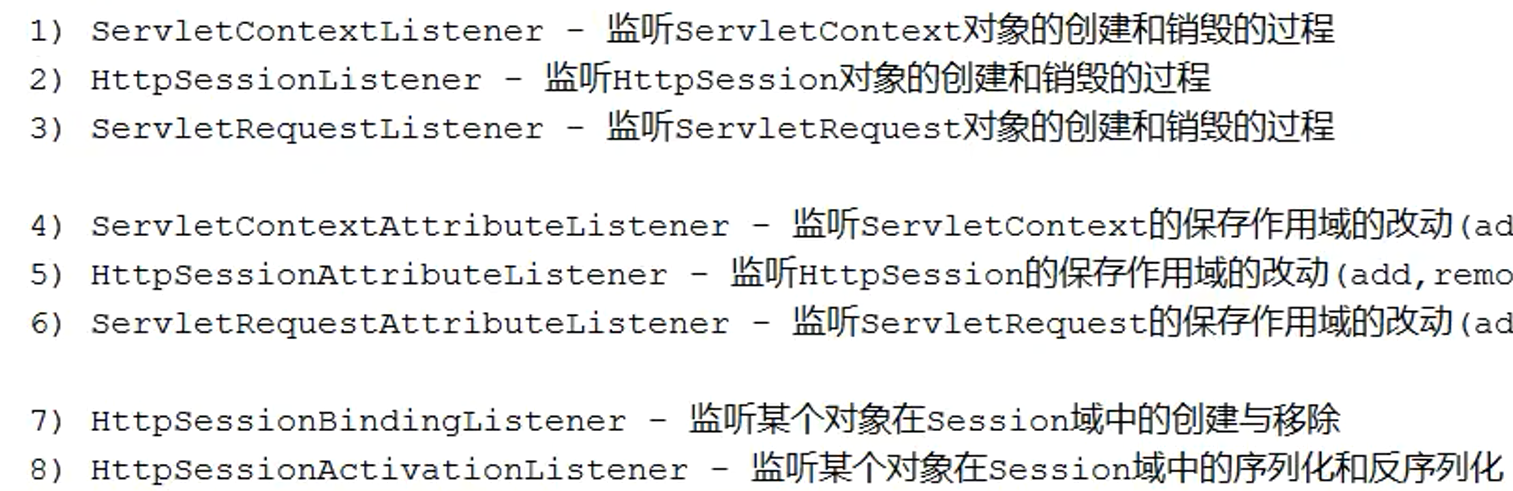 1) ServletContextListener - 监听ServletContext对象的创建和销毁的过程
2) HttpSessionListener - 监听HttpSession对象的创建和销毁的过程
3) ServletRequestListener - 监听ServletRequest对象的创建和销毁的过程
4) ServletContextAttributeListener - 监听ServletContext的保存作用域的改动(ad
5) HttpSessionAttributeListener - 监听HttpSession的保存作用域的改动(add,remo
6) ServletRequestAttributeListener - 监听ServletRequest的保存作用域的改动(ad
7) HttpSessionBindingListener - 监听某个对象在Session域中的创建与移除
8) HttpSessionActivationListener - 监听某个对象在Session域中的序列化和反序列化